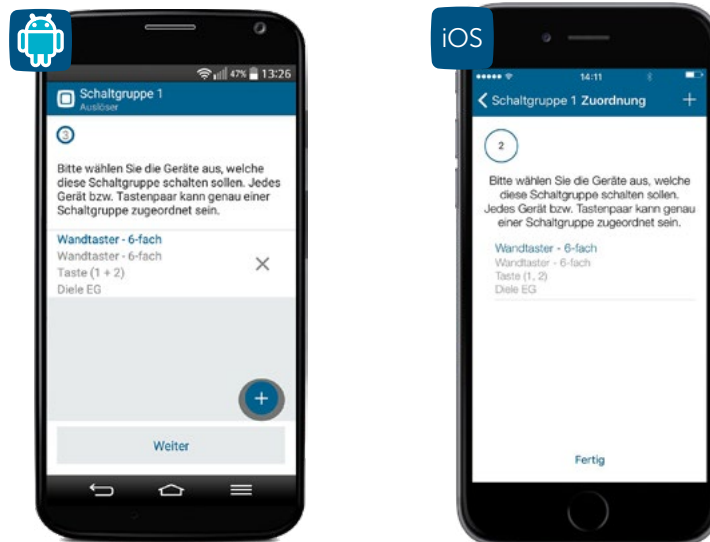 47% 13:26
Schaltgruppe 1
Auslöser
3
Bitte wählen Sie die Geräte aus, welche
diese Schaltgruppe schalten sollen. Jedes
Gerät bzw. Tastenpaar kann genau einer
Schaltgruppe zugeordnet sein.
Wandtaster - 6-fach
Wandtaster - 6-fach
Taste (1 + 2)
Diele EG
+
Weiter
iOS
14:11
Schaltgruppe 1 Zuordnung +
2
Bitte wählen Sie die Geräte aus, welche
diese Schaltgruppe schalten sollen.
Jedes Gerät bzw. Tastenpaar kann genau
einer Schaltgruppe zugeordnet sein.
Wandtaster - 6-fach
Wandtaster - 6-fach
Taste (1, 2)
Diele EG
Fertig